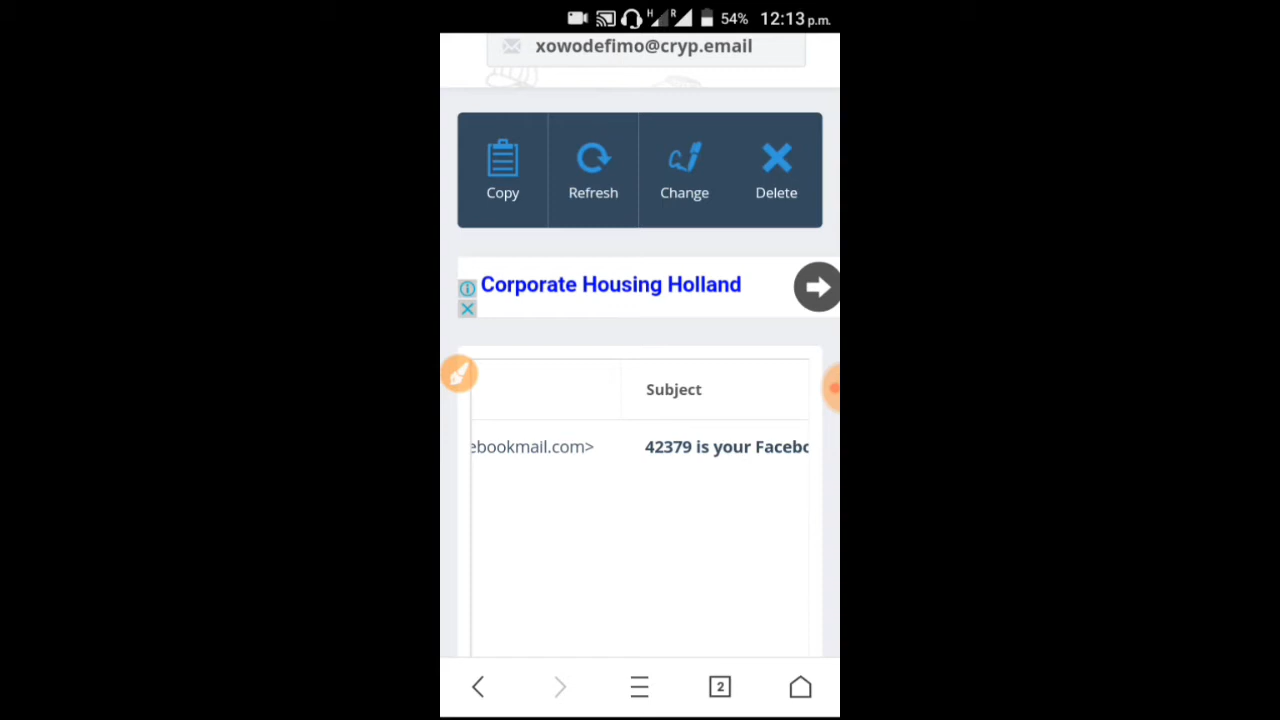 H R 54% 12:13 p.m.
xowodefimo@cryp.email
Copy Refresh Change Delete
Corporate Housing Holland
Subject
ebookmail.com> 42379 is your Facebo
2